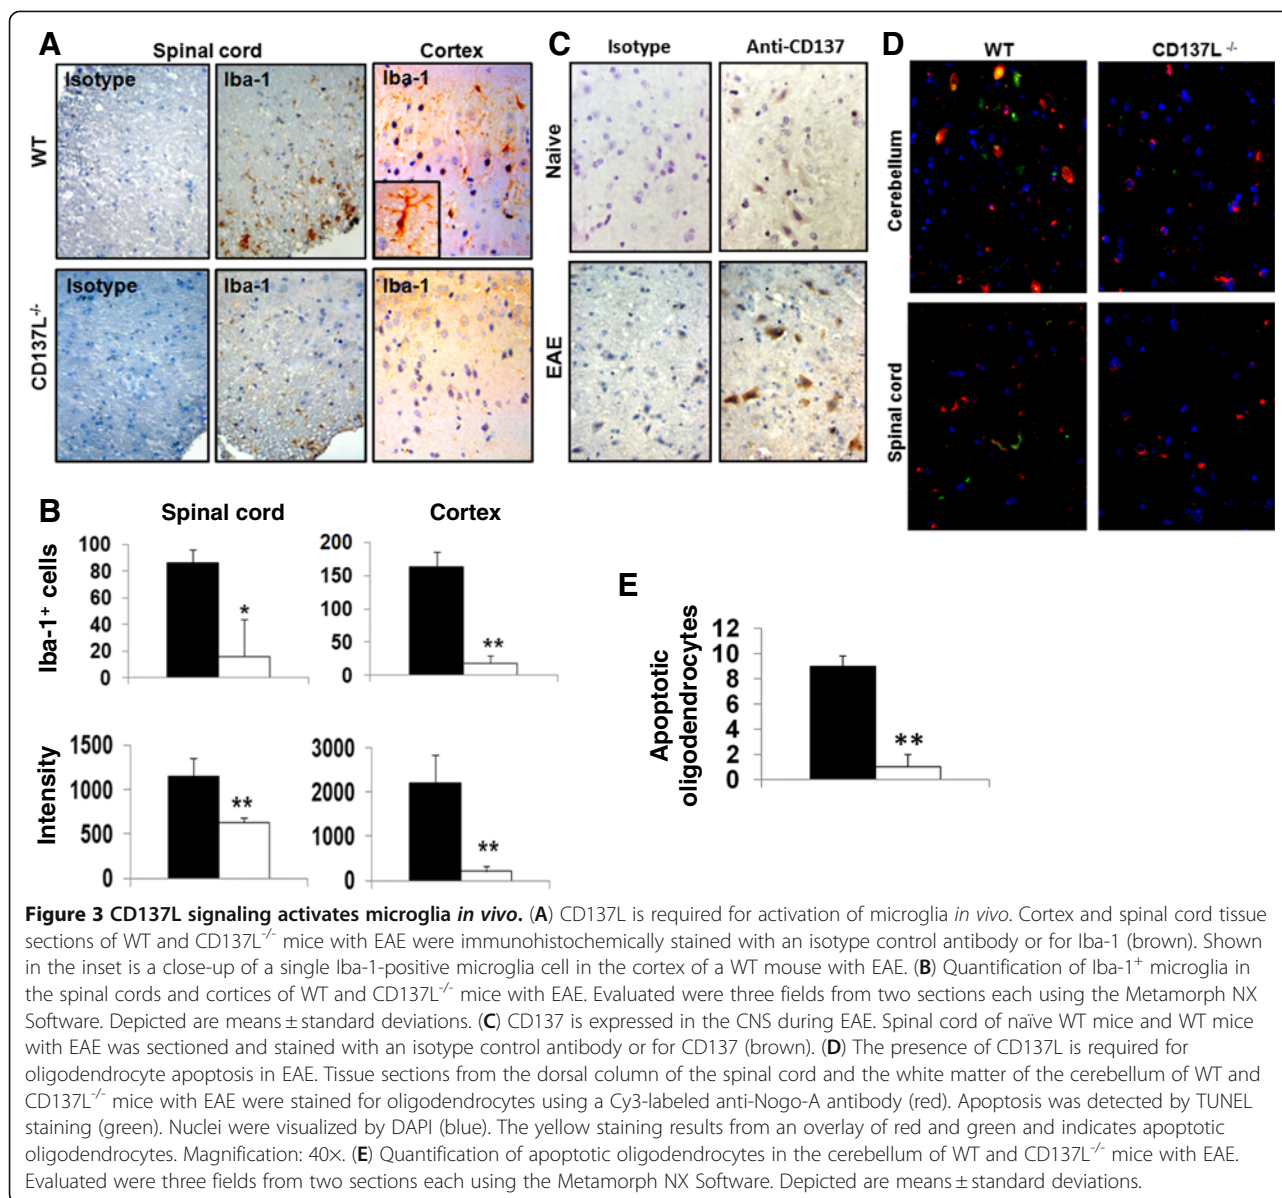 A
Spinal cord
Cortex
Isotype
Iba-1
Iba-1
WT
Isotype
Iba-1
Iba-1
CD137L-/-
C
Isotype
Anti-CD137
Naive
EAE
D
WT
CD137L -/-
Cerebellum
Spinal cord
B
Spinal cord
Cortex
Iba-1+ cells
100
80
60
40
20
0
*
200
150
100
50
0
**
Intensity
1500
1000
500
0
**
3000
2000
1000
0
**
E
Apoptotic
oligodendrocytes
12
10
8
6
4
2
0
**
Figure 3 CD137L signaling activates microglia in vivo. (A) CD137L is required for activation of microglia in vivo. Cortex and spinal cord tissue
sections of WT and CD137L-/- mice with EAE were immunohistochemically stained with an isotype control antibody or for Iba-1 (brown). Shown
in the inset is a close-up of a single Iba-1-positive microglia cell in the cortex of a WT mouse with EAE. (B) Quantification of Iba-1+ microglia in
the spinal cords and cortices of WT and CD137L-/- mice with EAE. Evaluated were three fields from two sections each using the Metamorph NX
Software. Depicted are means ± standard deviations. (C) CD137 is expressed in the CNS during EAE. Spinal cord of naïve WT mice and WT mice
with EAE was sectioned and stained with an isotype control antibody or for CD137 (brown). (D) The presence of CD137L is required for
oligodendrocyte apoptosis in EAE. Tissue sections from the dorsal column of the spinal cord and the white matter of the cerebellum of WT and
CD137L-/- mice with EAE were stained for oligodendrocytes using a Cy3-labeled anti-Nogo-A antibody (red). Apoptosis was detected by TUNEL
staining (green). Nuclei were visualized by DAPI (blue). The yellow staining results from an overlay of red and green and indicates apoptotic
oligodendrocytes. Magnification: 40×. (E) Quantification of apoptotic oligodendrocytes in the cerebellum of WT and CD137L-/- mice with EAE.
Evaluated were three fields from two sections each using the Metamorph NX Software. Depicted are means ± standard deviations.